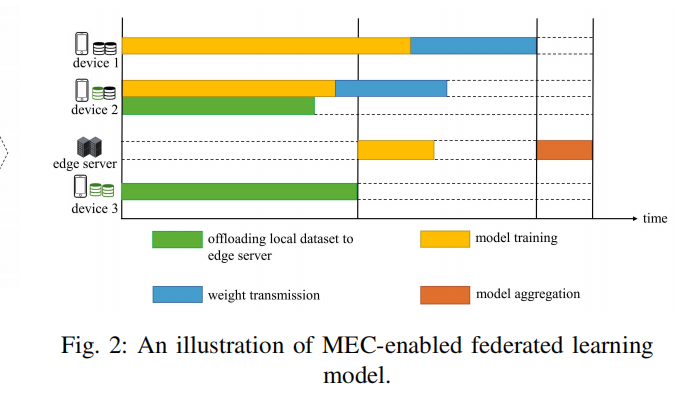 device 1
device 2
edge server
device 3
time
offloading local dataset to
edge server
model training
weight transmission
model aggregation
Fig. 2: An illustration of MEC-enabled federated learning
model.